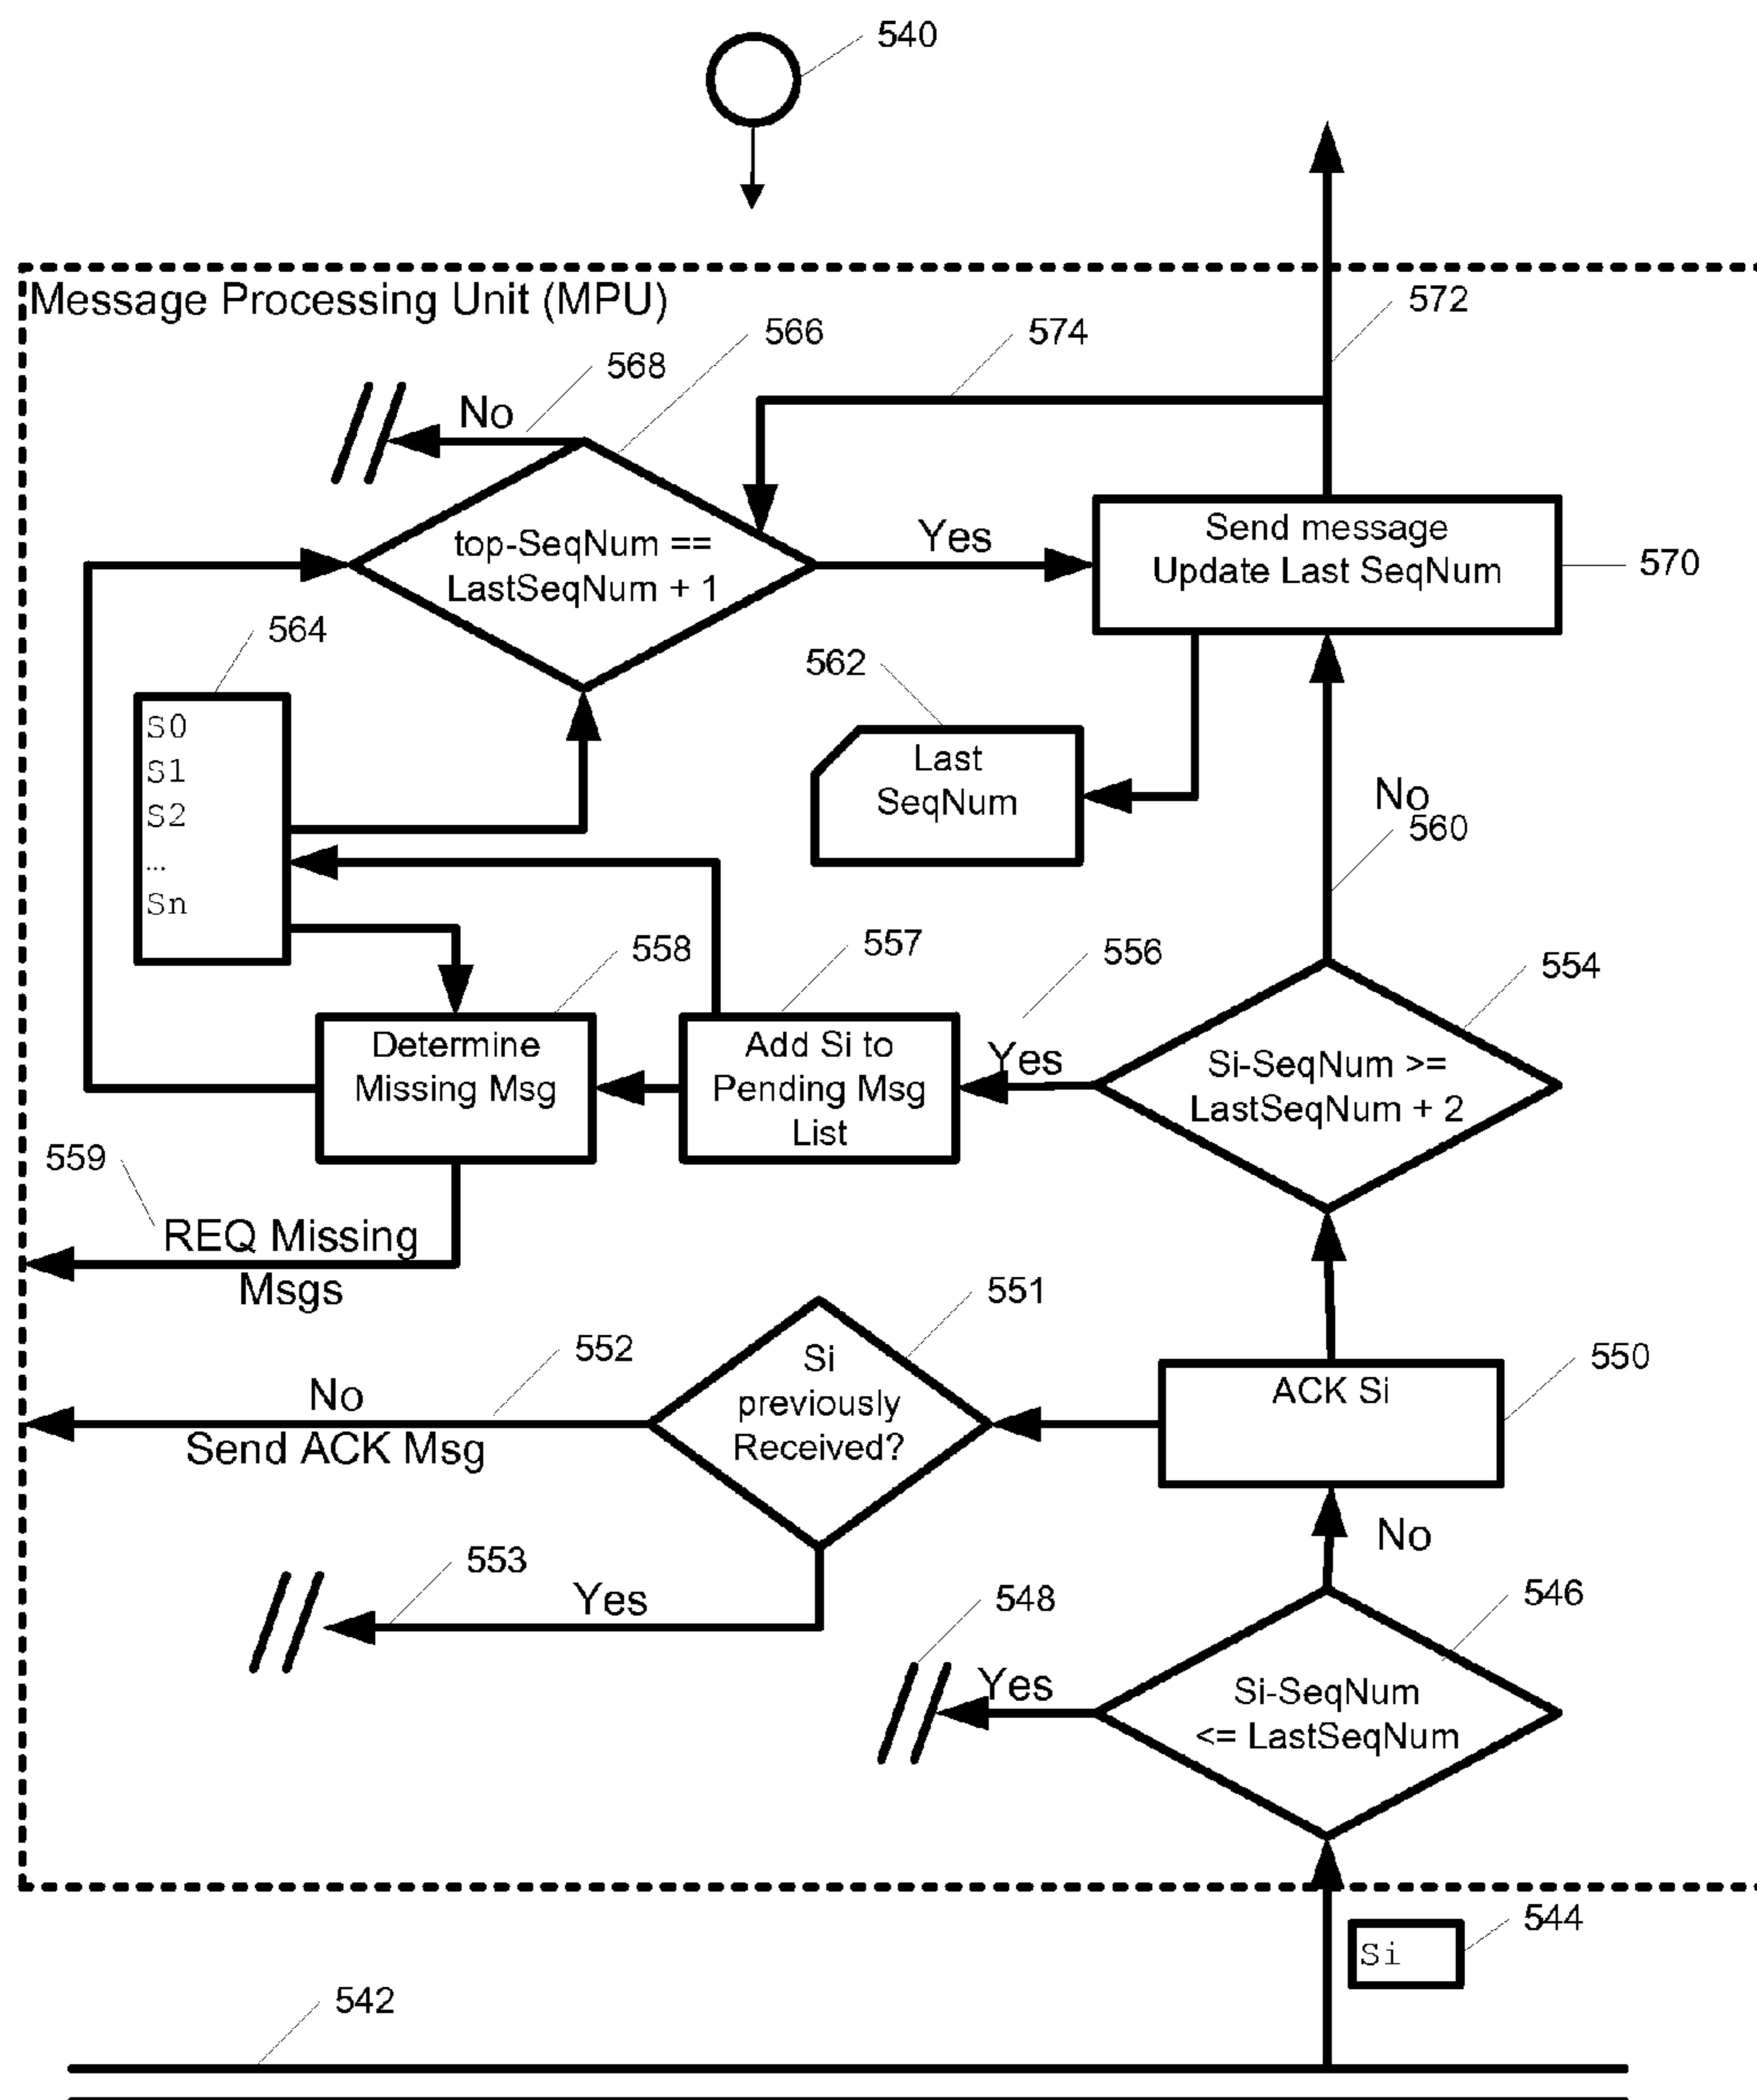 540
Message Processing Unit (MPU)
572
566
574
568
No
top-SeqNum ==
LastSeqNum + 1
Yes
Send message
Update Last SeqNum
570
564
562
S0
S1
S2
...
Sn
Last
SeqNum
No
560
558
557
556
554
Determine
Missing Msg
Add Si to
Pending Msg
List
Yes
Si-SeqNum >=
LastSeqNum + 2
559
REQ Missing
Msgs
551
552
Si
previously
Received?
550
ACK Si
No
Send ACK Msg
No
553
Yes
548
546
Yes
Si-SeqNum
<= LastSeqNum
544
Si
542